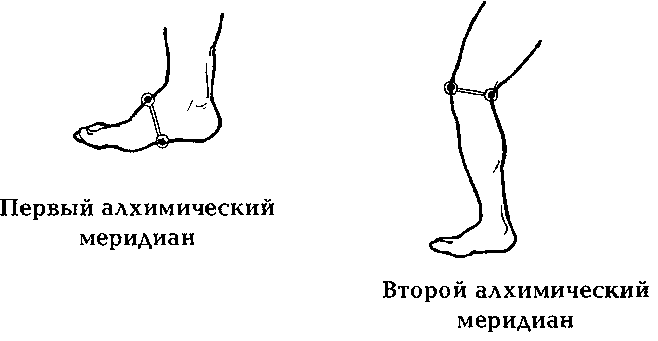 Первый алхимический
меридиан
Второй алхимический
меридиан